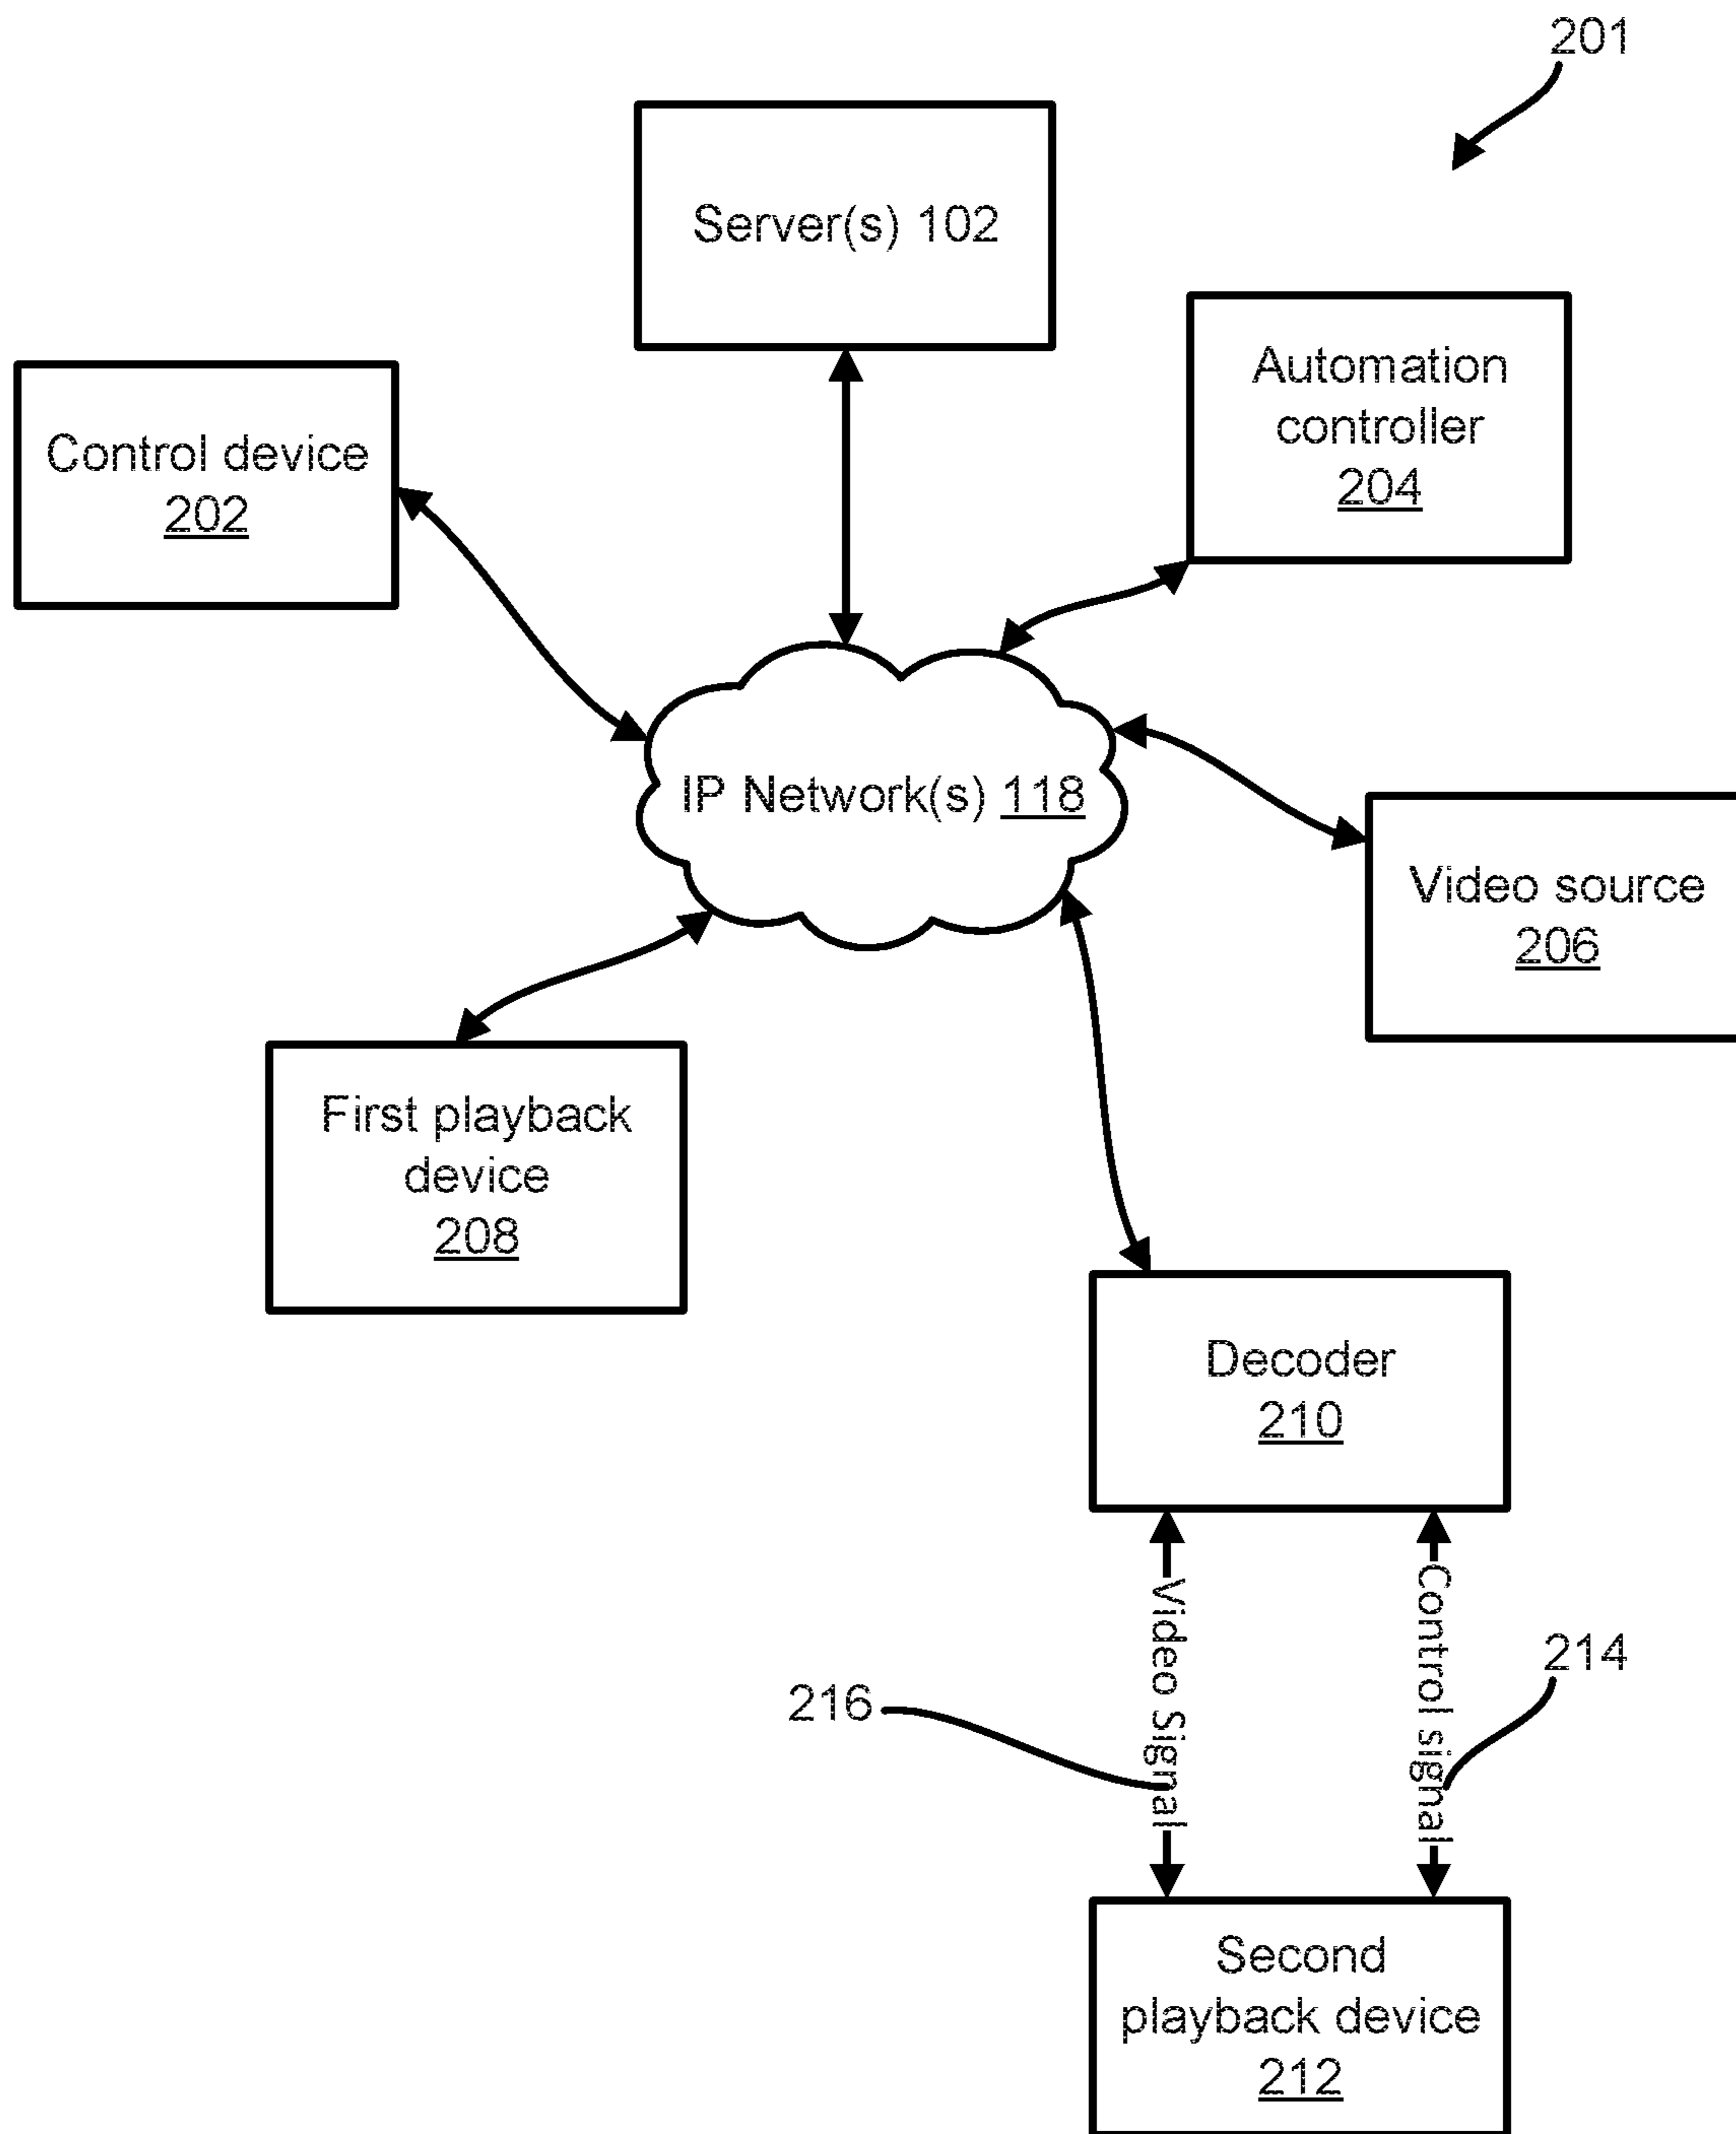 201
Server(s) 102
Automation
controller
204
Control device
202
IP Network(s) 118
Video source
206
First playback
device
208
Decoder
210
Video Signal
Control signal
214
216
Second
playback device
212